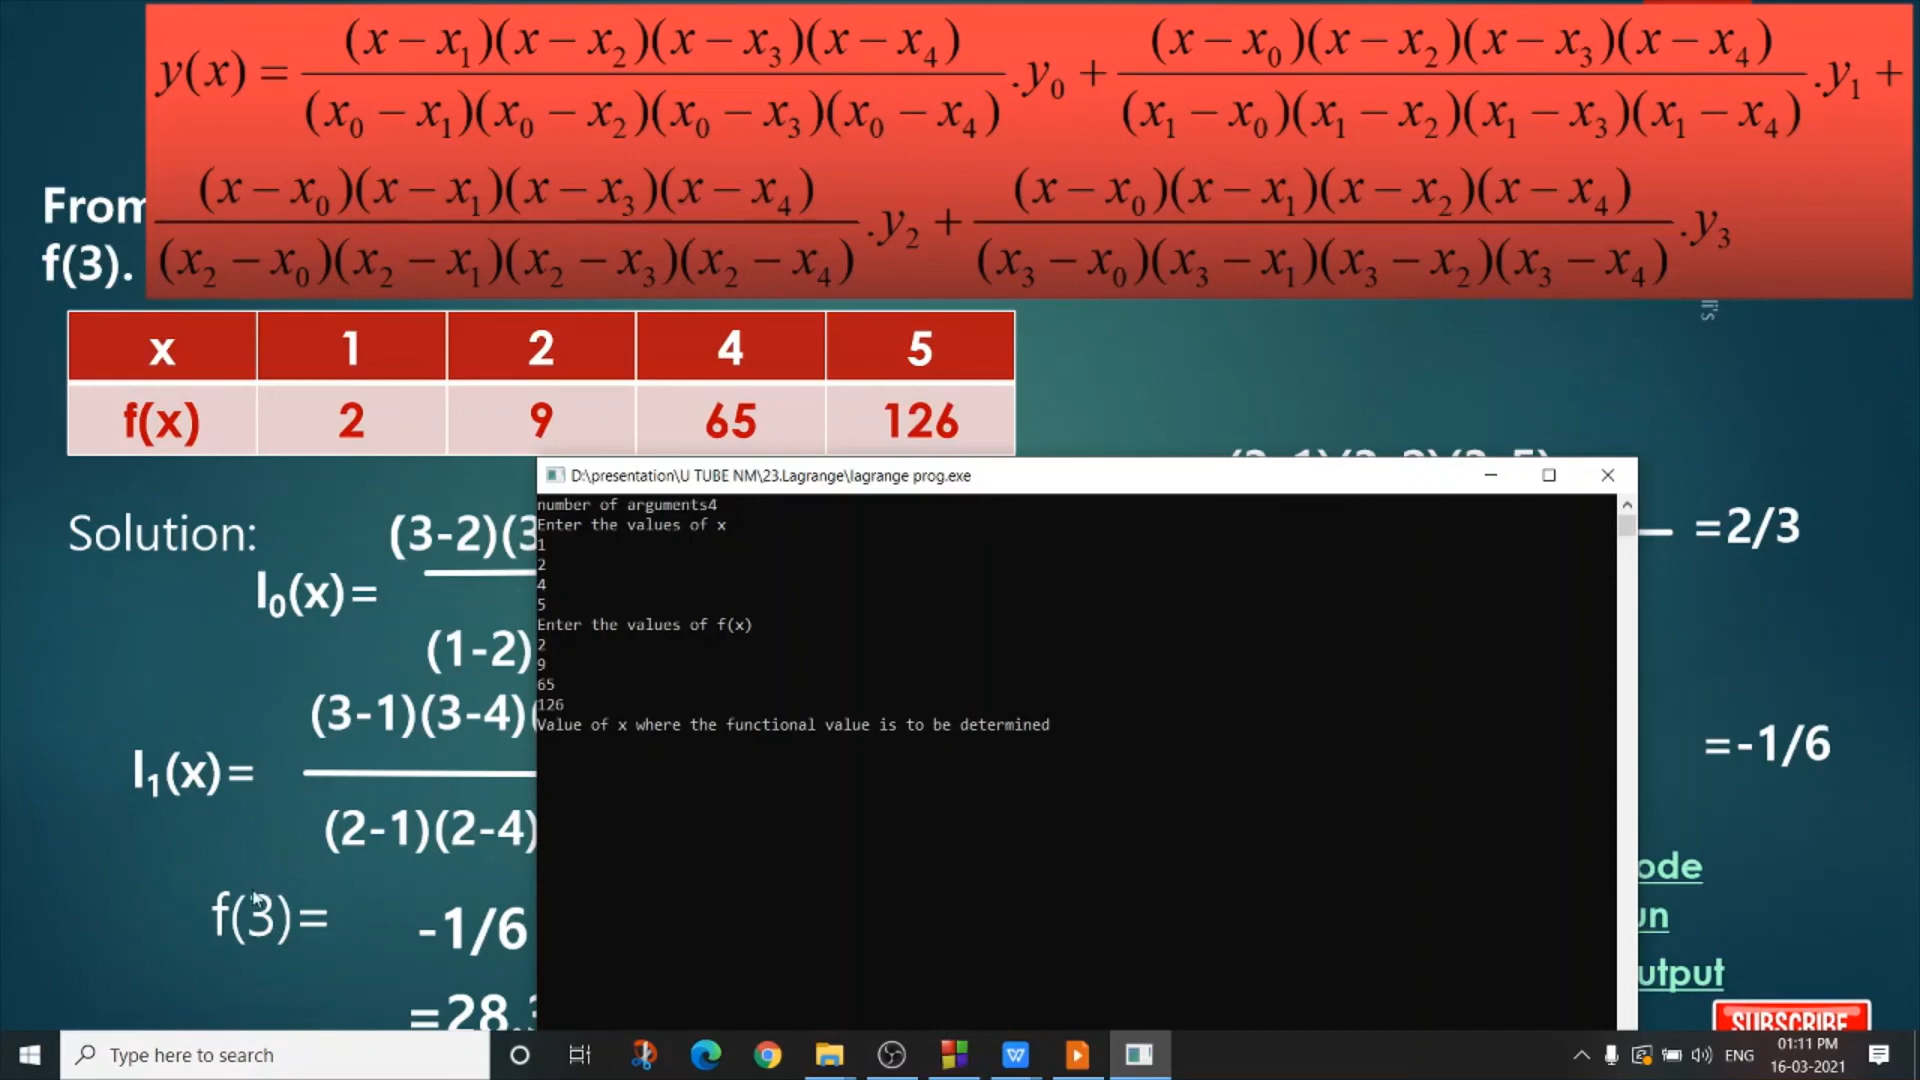 y(x) = (x − x₁)(x − x₂)(x − x₃)(x − x₄) / (x₀ − x₁)(x₀ − x₂)(x₀ − x₃)(x₀ − x₄) .y₀ + (x − x₀)(x − x₂)(x − x₃)(x − x₄) / (x₁ − x₀)(x₁ − x₂)(x₁ − x₃)(x₁ − x₄) .y₁ +
(x − x₀)(x − x₁)(x − x₃)(x − x₄) / (x₂ − x₀)(x₂ − x₁)(x₂ − x₃)(x₂ − x₄) .y₂ + (x − x₀)(x − x₁)(x − x₂)(x − x₄) / (x₃ − x₀)(x₃ − x₁)(x₃ − x₂)(x₃ − x₄) .y₃
From
f(3).
x 1 2 4 5
f(x) 2 9 65 126
D:\presentation\U TUBE NM\23.Lagrange\lagrange prog.exe
number of arguments4
Enter the values of x
1
2
4
5
Enter the values of f(x)
2
9
65
126
Value of x where the functional value is to be determined
Solution:
(3-2)(3
l₀(x)=
(1-2)
=2/3
(3-1)(3-4)(
l₁(x)=
(2-1)(2-4)
=-1/6
f(3)=
-1/6
=28.3
ode
un
utput
SUBSCRIBE
Type here to search
ENG
01:11 PM
16-03-2021